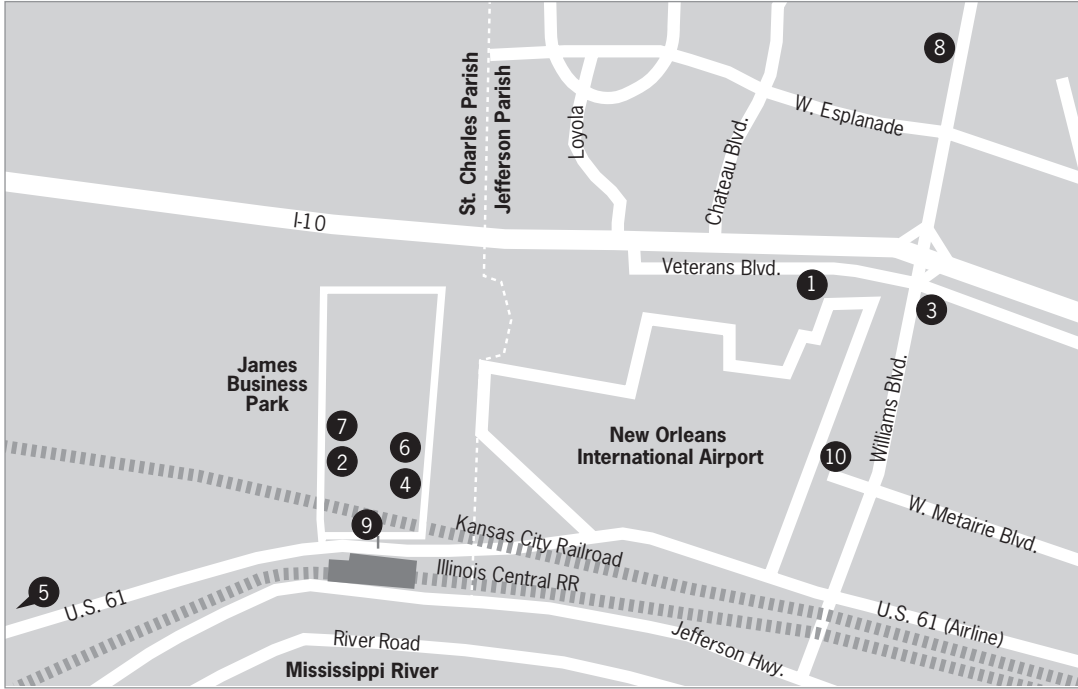 8
St. Charles Parish
Jefferson Parish
Loyola
Chateau Blvd.
W. Esplanade
I-10
Veterans Blvd.
1
3
James
Business
Park
7
6
2
4
9
New Orleans
International Airport
10
Williams Blvd.
W. Metairie Blvd.
Kansas City Railroad
Illinois Central RR
5
U.S. 61
U.S. 61 (Airline)
Jefferson Hwy.
River Road
Mississippi River